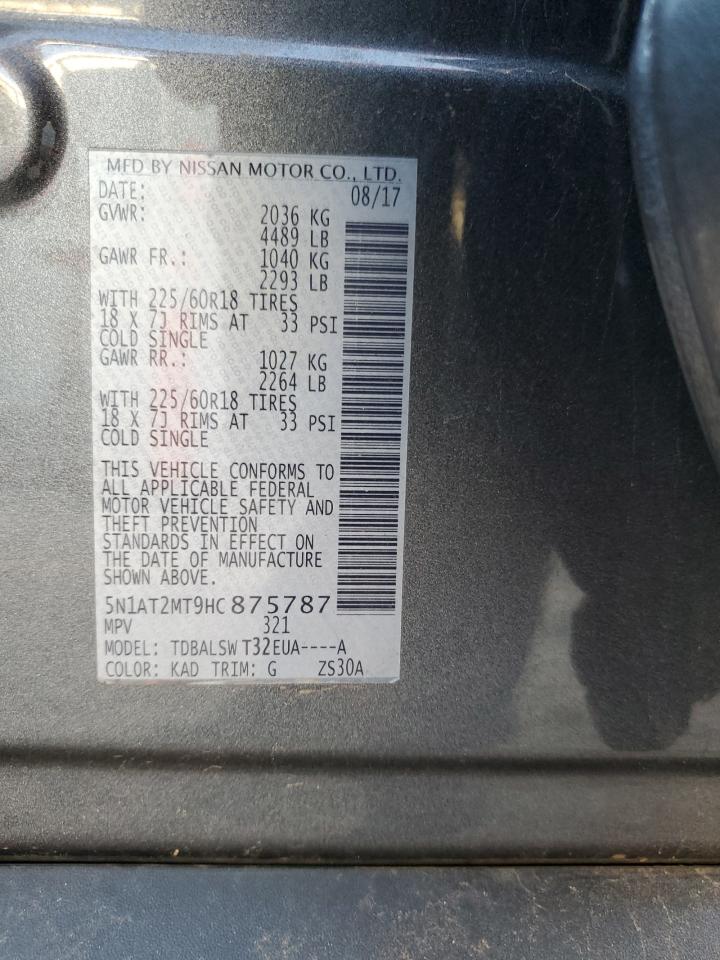 MFD BY NISSAN MOTOR CO., LTD.
DATE: 08/17
GVWR: 2036 KG
4489 LB
GAWR FR.: 1040 KG
2293 LB
WITH 225/60R18 TIRES
18 X 7J RIMS AT 33 PSI
COLD SINGLE
GAWR RR.: 1027 KG
2264 LB
WITH 225/60R18 TIRES
18 X 7J RIMS AT 33 PSI
COLD SINGLE
THIS VEHICLE CONFORMS TO
ALL APPLICABLE FEDERAL
MOTOR VEHICLE SAFETY AND
THEFT PREVENTION
STANDARDS IN EFFECT ON
THE DATE OF MANUFACTURE
SHOWN ABOVE.
5N1AT2MT9HC875787
MPV 321
MODEL: TDBALSW T32EUA----A
COLOR: KAD TRIM: G ZS30A